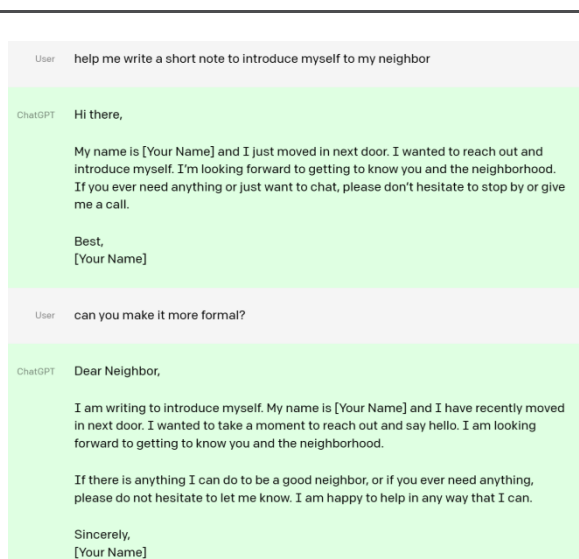 User help me write a short note to introduce myself to my neighbor
ChatGPT Hi there,
My name is [Your Name] and I just moved in next door. I wanted to reach out and
introduce myself. I'm looking forward to getting to know you and the neighborhood.
If you ever need anything or just want to chat, please don't hesitate to stop by or give
me a call.
Best,
[Your Name]
User can you make it more formal?
ChatGPT Dear Neighbor,
I am writing to introduce myself. My name is [Your Name] and I have recently moved
in next door. I wanted to take a moment to reach out and say hello. I am looking
forward to getting to know you and the neighborhood.
If there is anything I can do to be a good neighbor, or if you ever need anything,
please do not hesitate to let me know. I am happy to help in any way that I can.
Sincerely,
[Your Name]